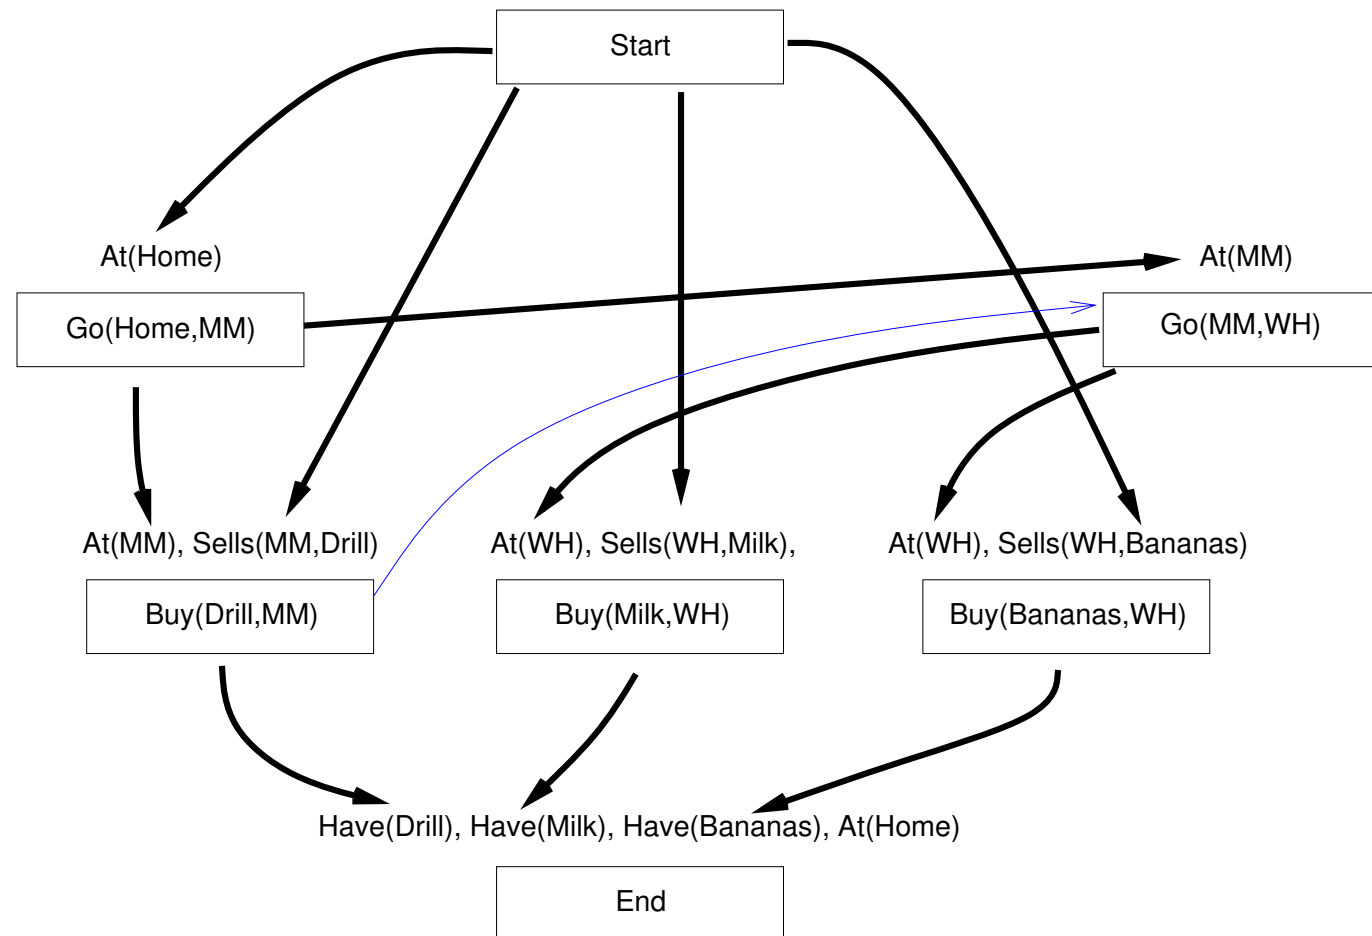 Start
At(Home)
At(MM)
Go(Home,MM)
Go(MM,WH)
At(MM), Sells(MM,Drill)
At(WH), Sells(WH,Milk),
At(WH), Sells(WH,Bananas)
Buy(Drill,MM)
Buy(Milk,WH)
Buy(Bananas,WH)
Have(Drill), Have(Milk), Have(Bananas), At(Home)
End